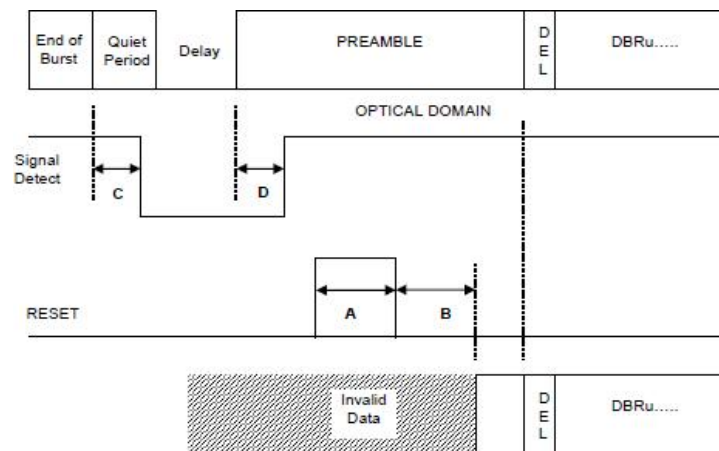 End of
Burst
Quiet
Period
Delay
PREAMBLE
D
E
L
DBRu.....
OPTICAL DOMAIN
Signal
Detect
C
D
RESET
A
B
Invalid
Data
D
E
L
DBRu.....